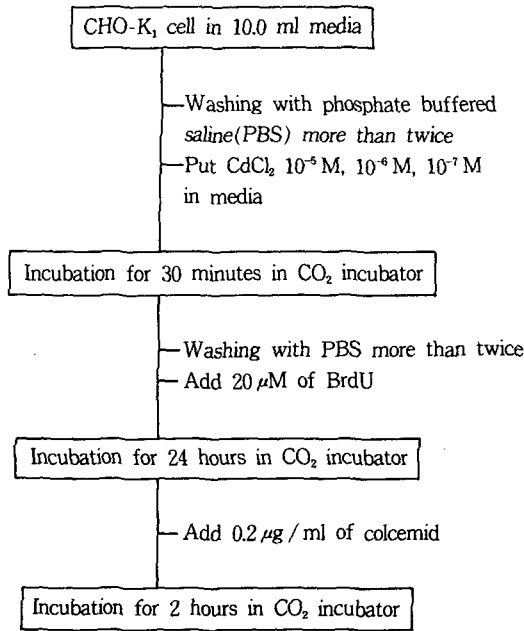 CHO-K₁ cell in 10.0 ml media
Washing with phosphate buffered
saline(PBS) more than twice
Put CdCl₂ 10⁻⁵ M, 10⁻⁶ M, 10⁻⁷ M
in media
Incubation for 30 minutes in CO₂ incubator
Washing with PBS more than twice
Add 20 μM of BrdU
Incubation for 24 hours in CO₂ incubator
Add 0.2 μg / ml of colcemid
Incubation for 2 hours in CO₂ incubator